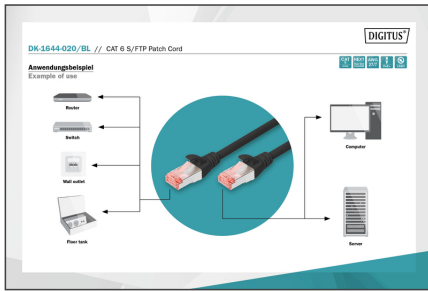 DIGITUS®
DK-1644-020/BL // CAT 6 S/FTP Patch Cord
Anwendungsbeispiel
Example of use
Router
Switch
Wall outlet
Floor tank
Computer
Server